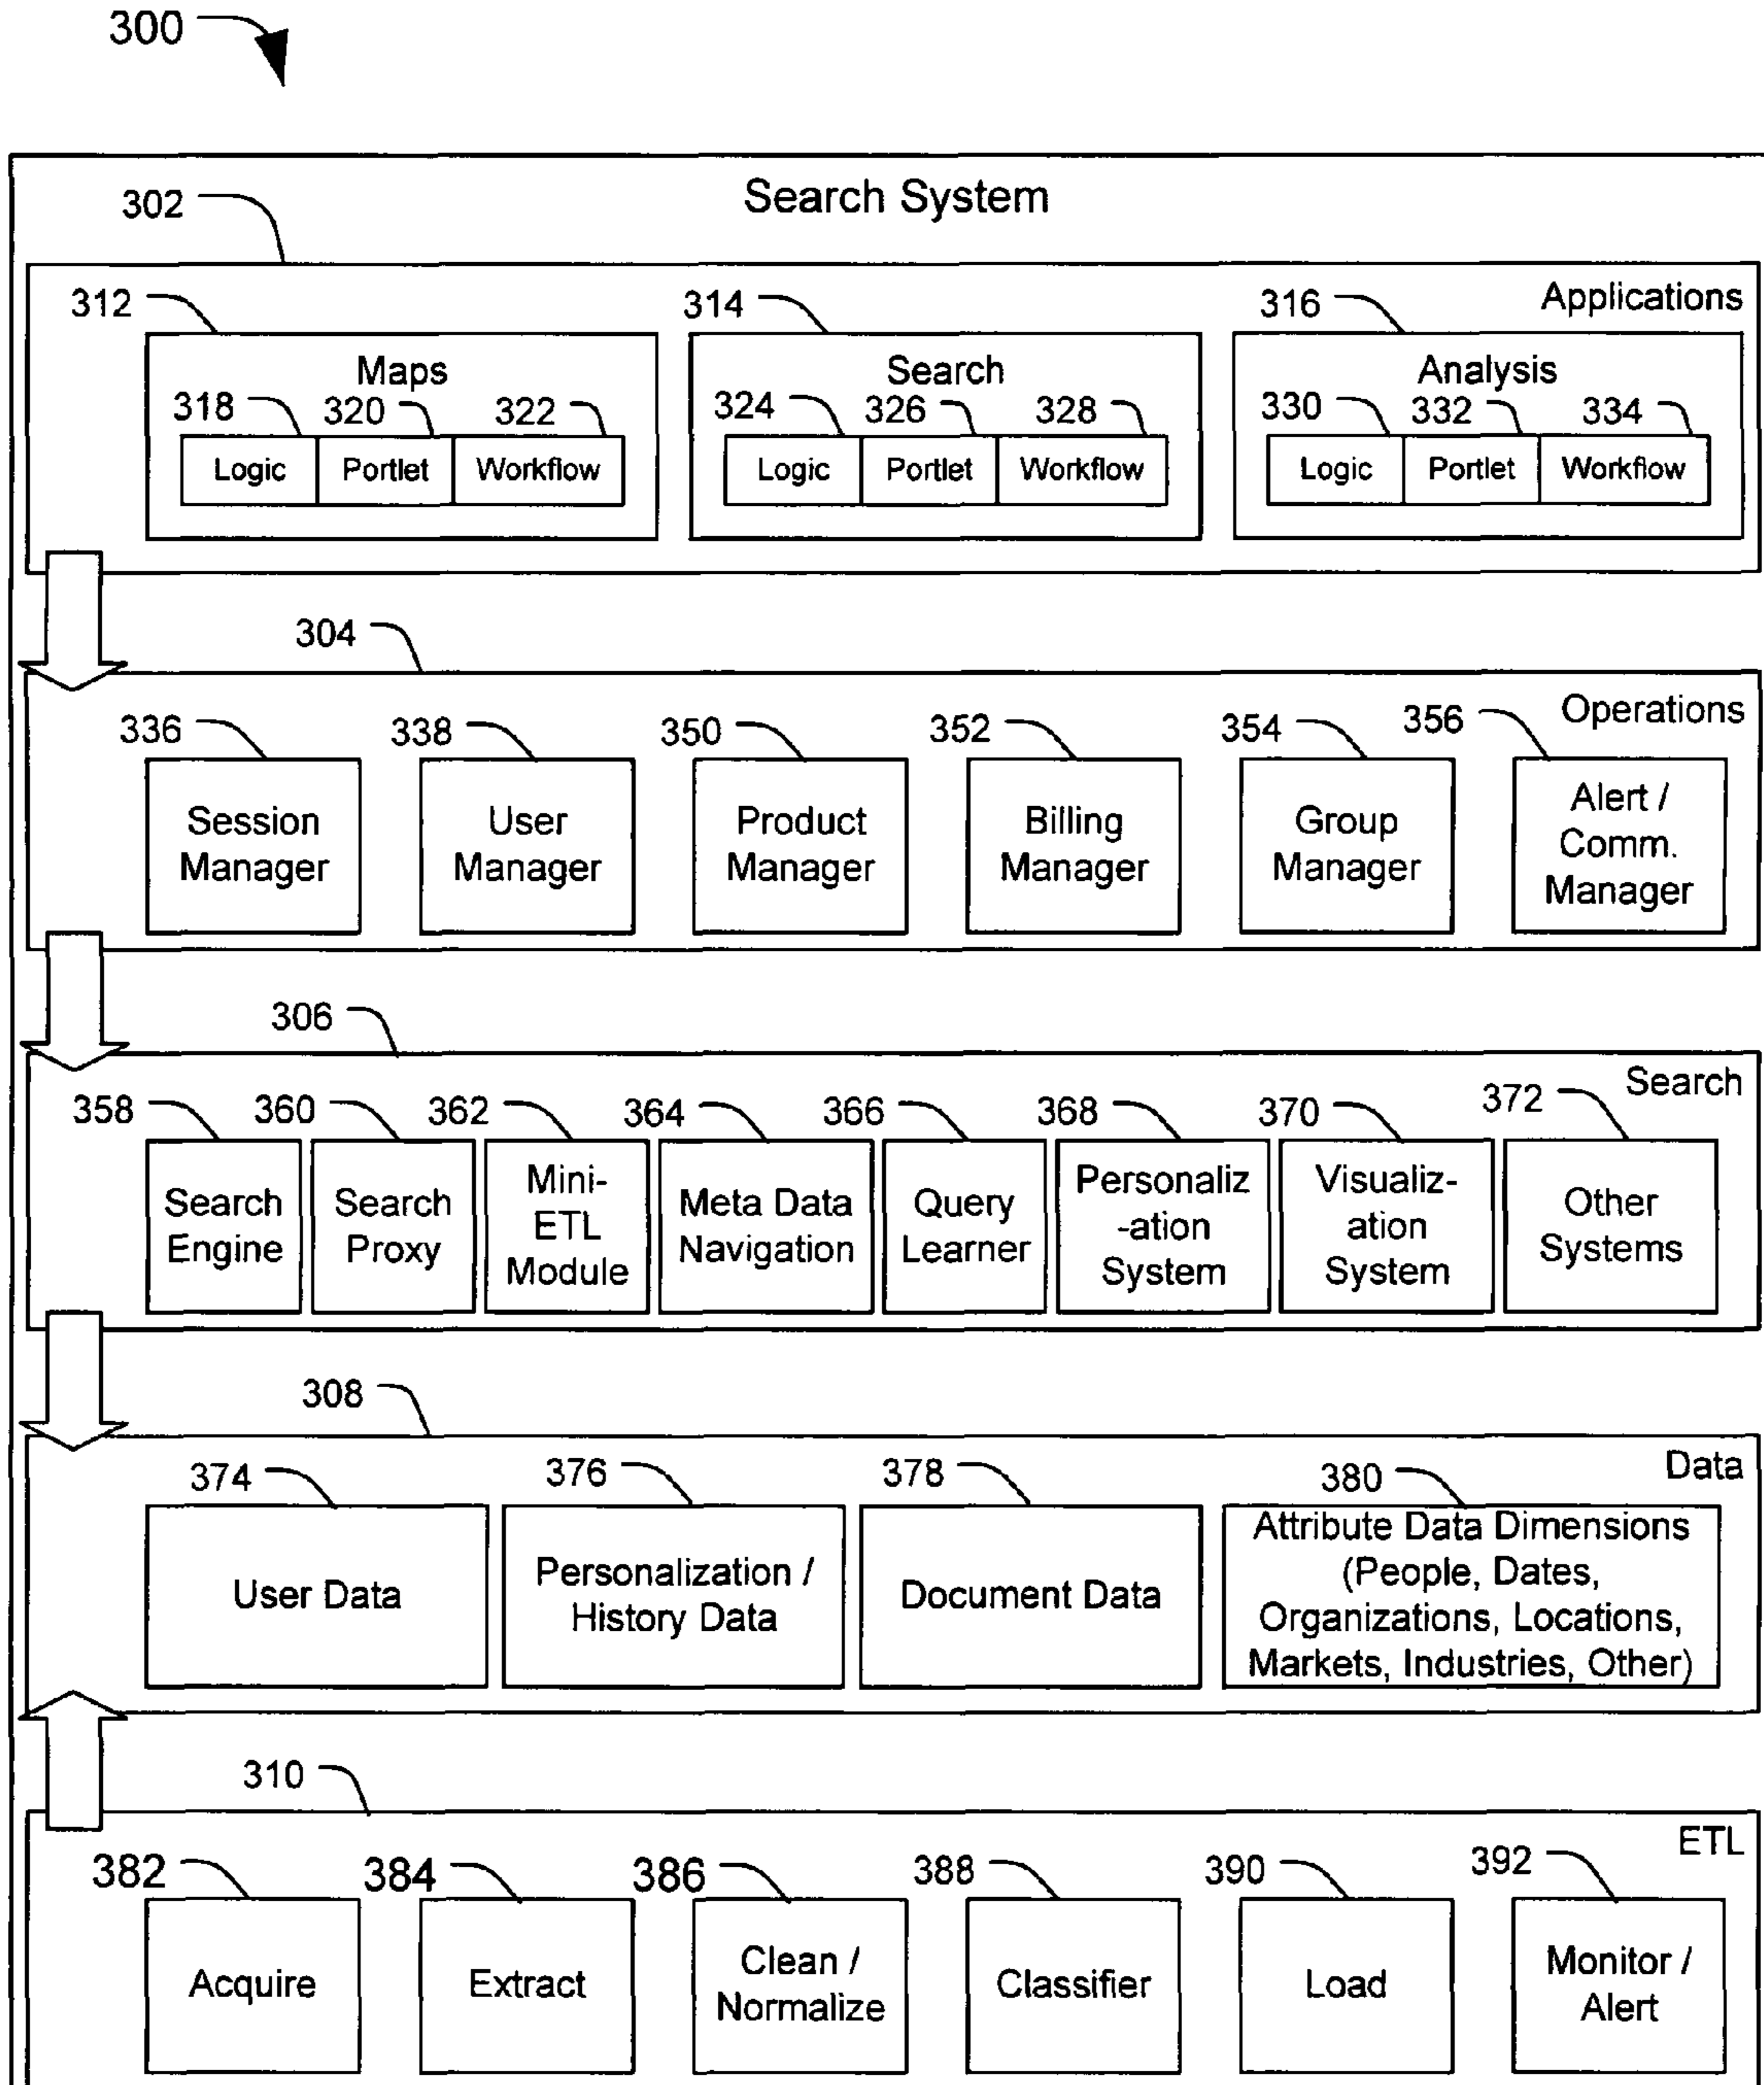 300
Search System
302
Applications
312
314
316
Maps
Search
Analysis
318 320 322
324 326 328
330 332 334
Logic Portlet Workflow
Logic Portlet Workflow
Logic Portlet Workflow
304
Operations
336
338
350
352
354
356
Session
Manager
User
Manager
Product
Manager
Billing
Manager
Group
Manager
Alert /
Comm.
Manager
306
Search
358
360
362
364
366
368
370
372
Search
Engine
Search
Proxy
Mini-
ETL
Module
Meta Data
Navigation
Query
Learner
Personaliz
-ation
System
Visualiz-
ation
System
Other
Systems
308
Data
374
376
378
380
User Data
Personalization /
History Data
Document Data
Attribute Data Dimensions
(People, Dates,
Organizations, Locations,
Markets, Industries, Other)
310
ETL
382
384
386
388
390
392
Acquire
Extract
Clean /
Normalize
Classifier
Load
Monitor /
Alert